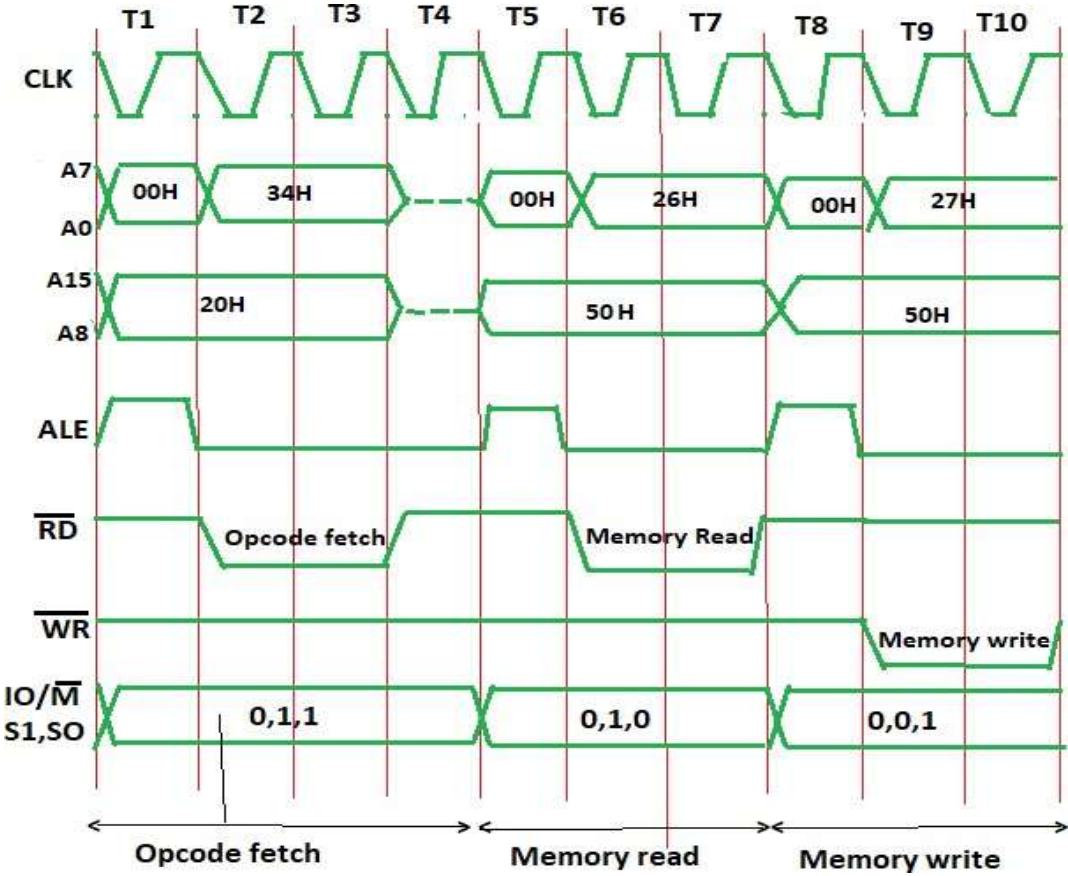 T1 T2 T3 T4 T5 T6 T7 T8 T9 T10
CLK
A7
00H 34H 00H 26H 00H 27H
A0
A15
20H 50H 50H
A8
ALE
RD Opcode fetch Memory Read
WR Memory write
IO/M
S1,SO 0,1,1 0,1,0 0,0,1
Opcode fetch Memory read Memory write